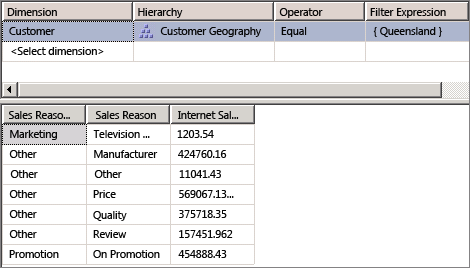 Dimension Hierarchy Operator Filter Expression
Customer Customer Geography Equal { Queensland }
<Select dimension>
Sales Reaso... Sales Reason Internet Sal...
Marketing Television ... 1203.54
Other Manufacturer 424760.16
Other Other 11041.43
Other Price 569067.13...
Other Quality 375718.35
Other Review 157451.962
Promotion On Promotion 454888.43